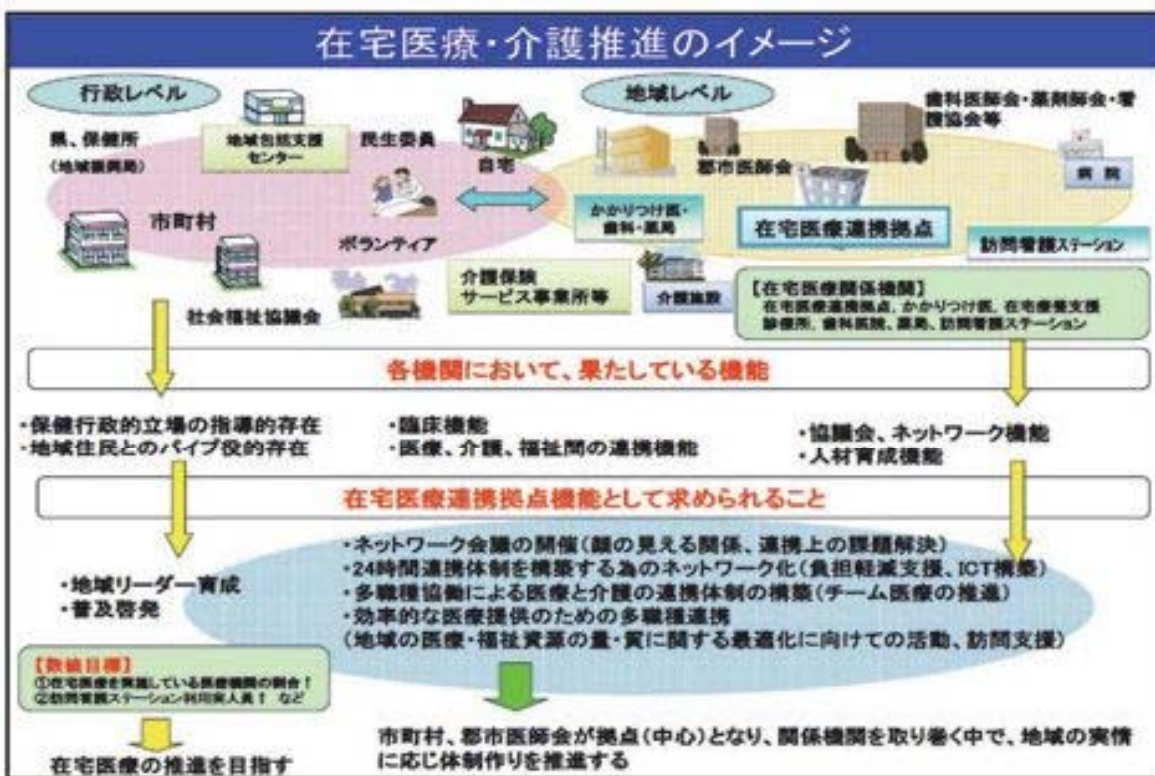 在宅医療・介護推進のイメージ
行政レベル
地域レベル
県、保健所
(地域振興局)
地域包括支援
センター
民生委員
自宅
歯科医師会・薬剤師会・看
護協会等
郡市医師会
病院
市町村
ボランティア
かかりつけ医・
歯科・薬局
在宅医療連携拠点
訪問看護ステーション
社会福祉協議会
介護保険
サービス事業所等
介護施設
【在宅医療関係機関】
在宅医療連携拠点、かかりつけ医、在宅療養支援
診療所、歯科医院、薬局、訪問看護ステーション
各機関において、果たしている機能
・保健行政的立場の指導的存在
・地域住民とのパイプ役的存在
・臨床機能
・医療、介護、福祉間の連携機能
・協議会、ネットワーク機能
・人材育成機能
在宅医療連携拠点機能として求められること
・地域リーダー育成
・普及啓発
・ネットワーク会議の開催(顔の見える関係、連携上の課題解決)
・24時間連携体制を構築する為のネットワーク化(負担軽減支援、ICT構築)
・多職種協働による医療と介護の連携体制の構築(チーム医療の推進)
・効率的な医療提供のための多職種連携
(地域の医療・福祉資源の量・質に関する最適化に向けての活動、訪問支援)
【数値目標】
①在宅医療を実施している医療機関の割合↑
②訪問看護ステーション利用実人員↑ など
在宅医療の推進を目指す
市町村、郡市医師会が拠点(中心)となり、関係機関を取り巻く中で、地域の実情
に応じ体制作りを推進する